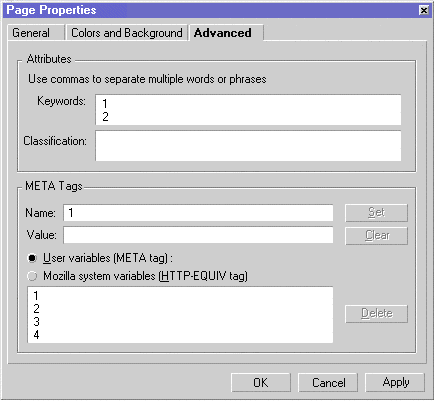 Page Properties
General Colors and Background Advanced
Attributes
Use commas to separate multiple words or phrases
Keywords: 1
2
Classification:
META Tags
Name: 1 Set
Value: Clear
User variables (META tag) :
Mozilla system variables (HTTP-EQUIV tag)
1
2
3
4
Delete
OK Cancel Apply